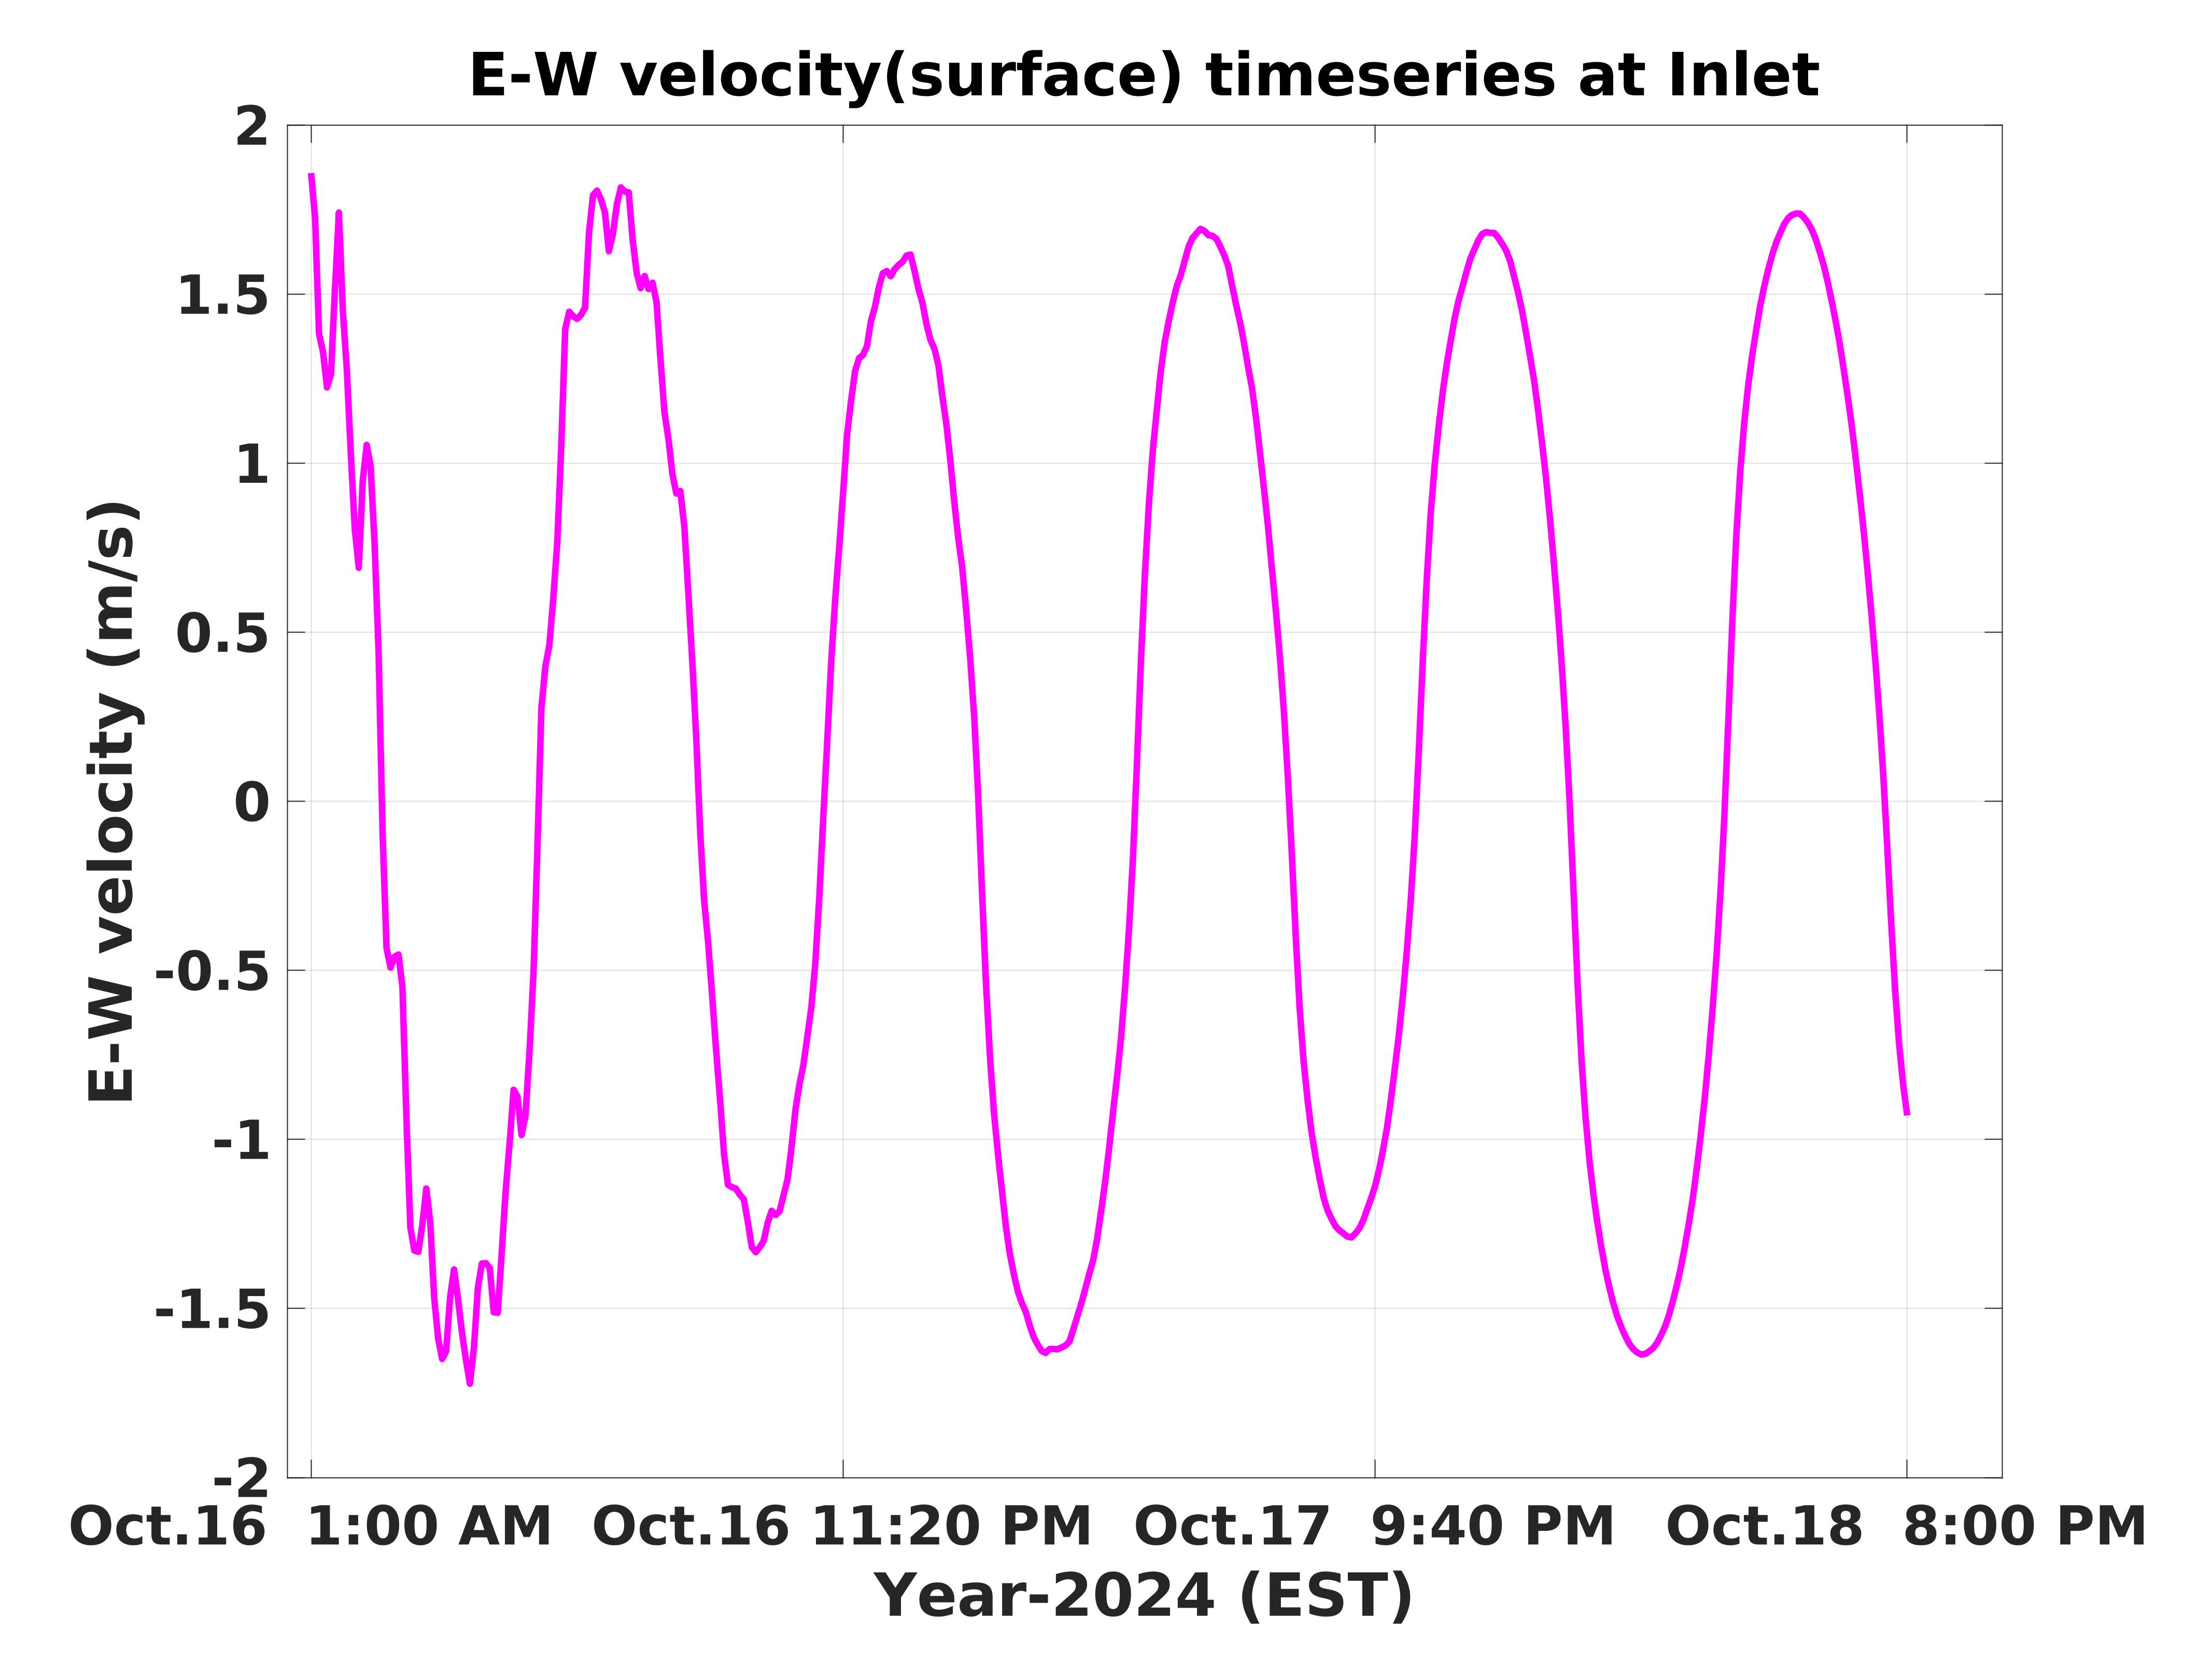 E-W velocity(surface) timeseries at Inlet
E-W velocity (m/s)
2
1.5
1
0.5
0
-0.5
-1
-1.5
-2
Oct.16 1:00 AM Oct.16 11:20 PM Oct.17 9:40 PM Oct.18 8:00 PM
Year-2024 (EST)